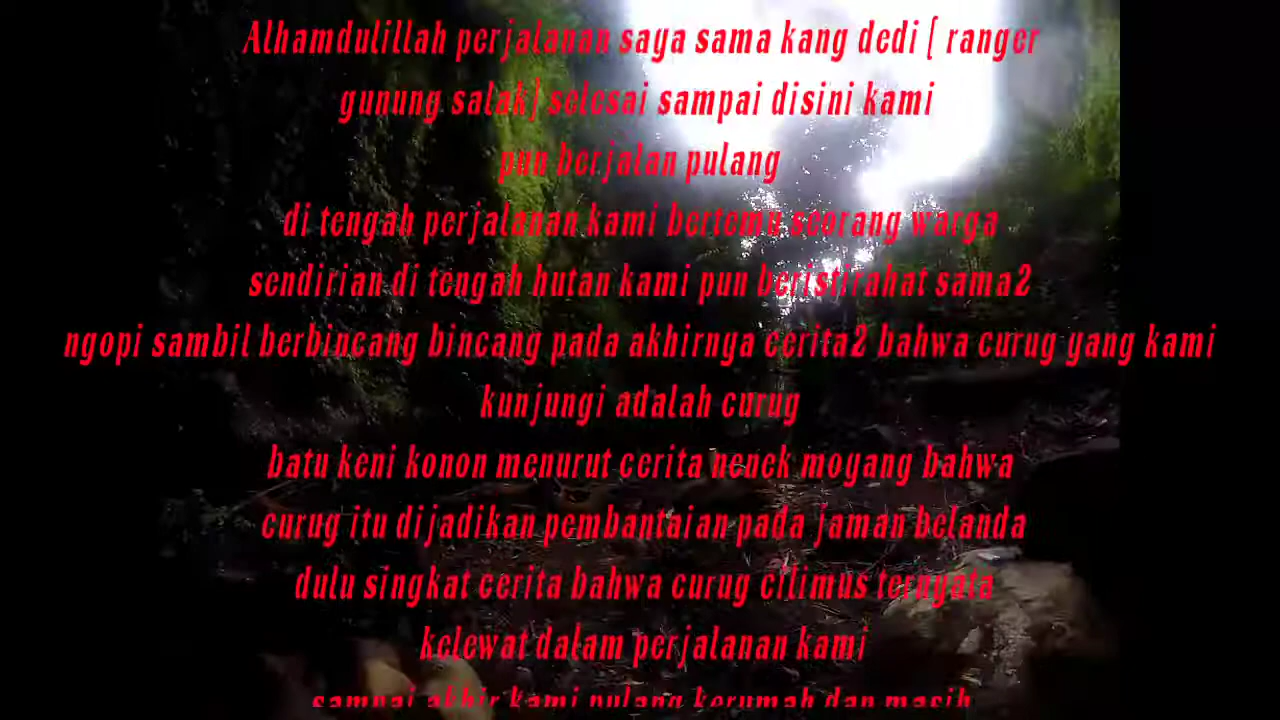 Alhamdulillah perjalanan saya sama kang dedi ( ranger
gunung salak) selesai sampai disini kami
pun berjalan pulang
di tengah perjalanan kami bertemu seorang warga
sendirian di tengah hutan kami pun beristirahat sama2
ngopi sambil berbincang bincang pada akhirnya cerita2 bahwa curug yang kami
kunjungi adalah curug
batu keni konon menurut cerita nenek moyang bahwa
curug itu dijadikan pembantaian pada jaman belanda
dulu singkat cerita bahwa curug cilimus ternyata
kelewat dalam perjalanan kami
sampai akhir kami pulang kerumah dan masih